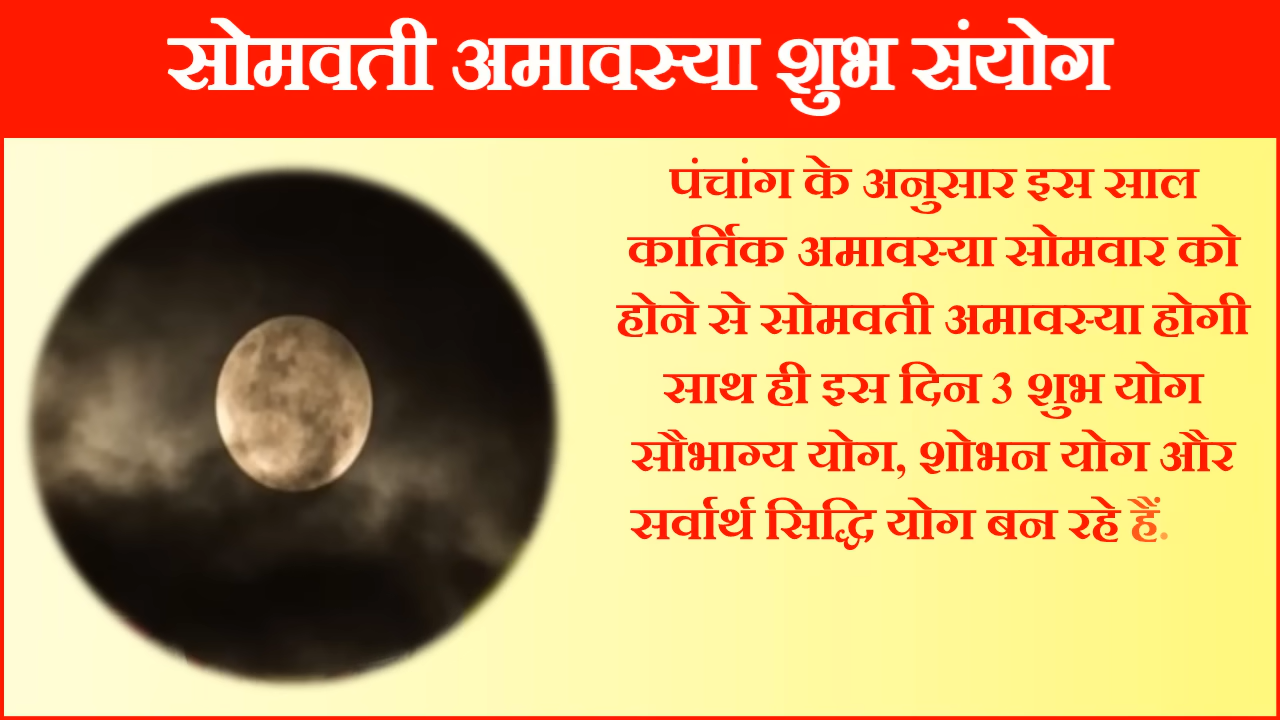 सोमवती अमावस्या शुभ संयोग
पंचांग के अनुसार इस साल
कार्तिक अमावस्या सोमवार को
होने से सोमवती अमावस्या होगी
साथ ही इस दिन 3 शुभ योग
सौभाग्य योग, शोभन योग और
सर्वार्थ सिद्धि योग बन रहे हैं.